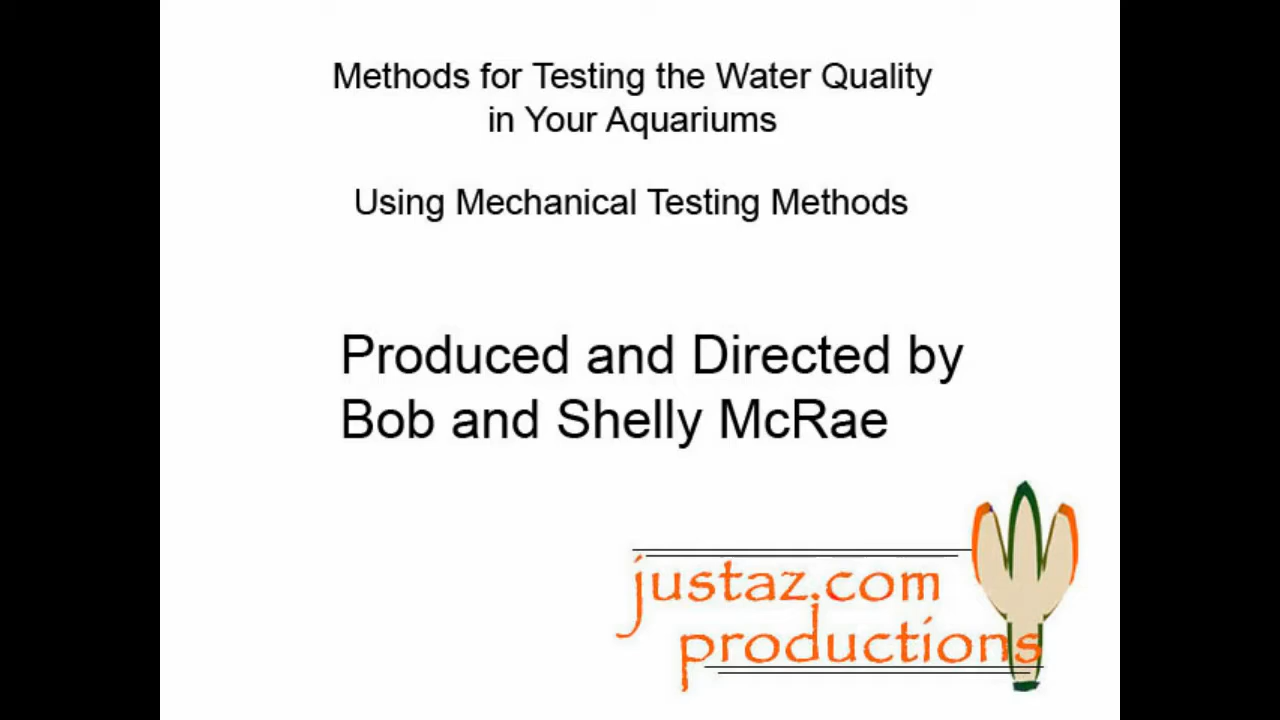 Methods for Testing the Water Quality
in Your Aquariums
Using Mechanical Testing Methods
Produced and Directed by
Bob and Shelly McRae
justaz.com
productions